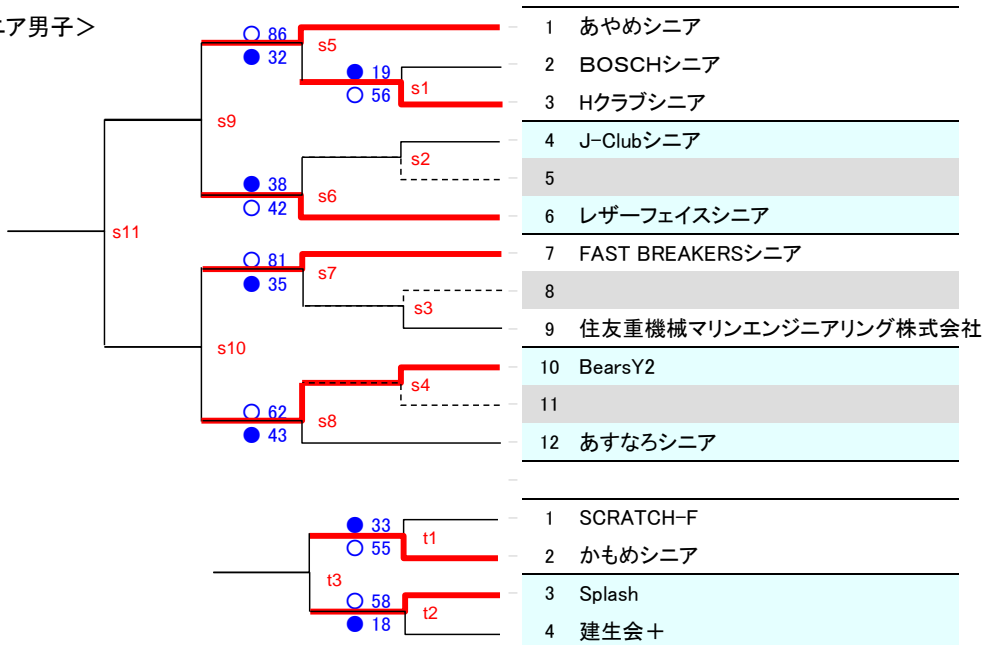 ニア男子＞
1 あやめシニア
○ 86
s5
● 32
2 BOSCHシニア
● 19
s1
○ 56
3 Hクラブシニア
s9
4 J-Clubシニア
s2
5
● 38
s6
○ 42
6 レザーフェイスシニア
s11
7 FAST BREAKERSシニア
○ 81
s7
● 35
8
s3
9 住友重機械マリンエンジニアリング株式会社
s10
10 BearsY2
s4
11
○ 62
s8
● 43
12 あすなろシニア
1 SCRATCH-F
● 33
t1
○ 55
2 かもめシニア
t3
3 Splash
○ 58
t2
● 18
4 建生会＋